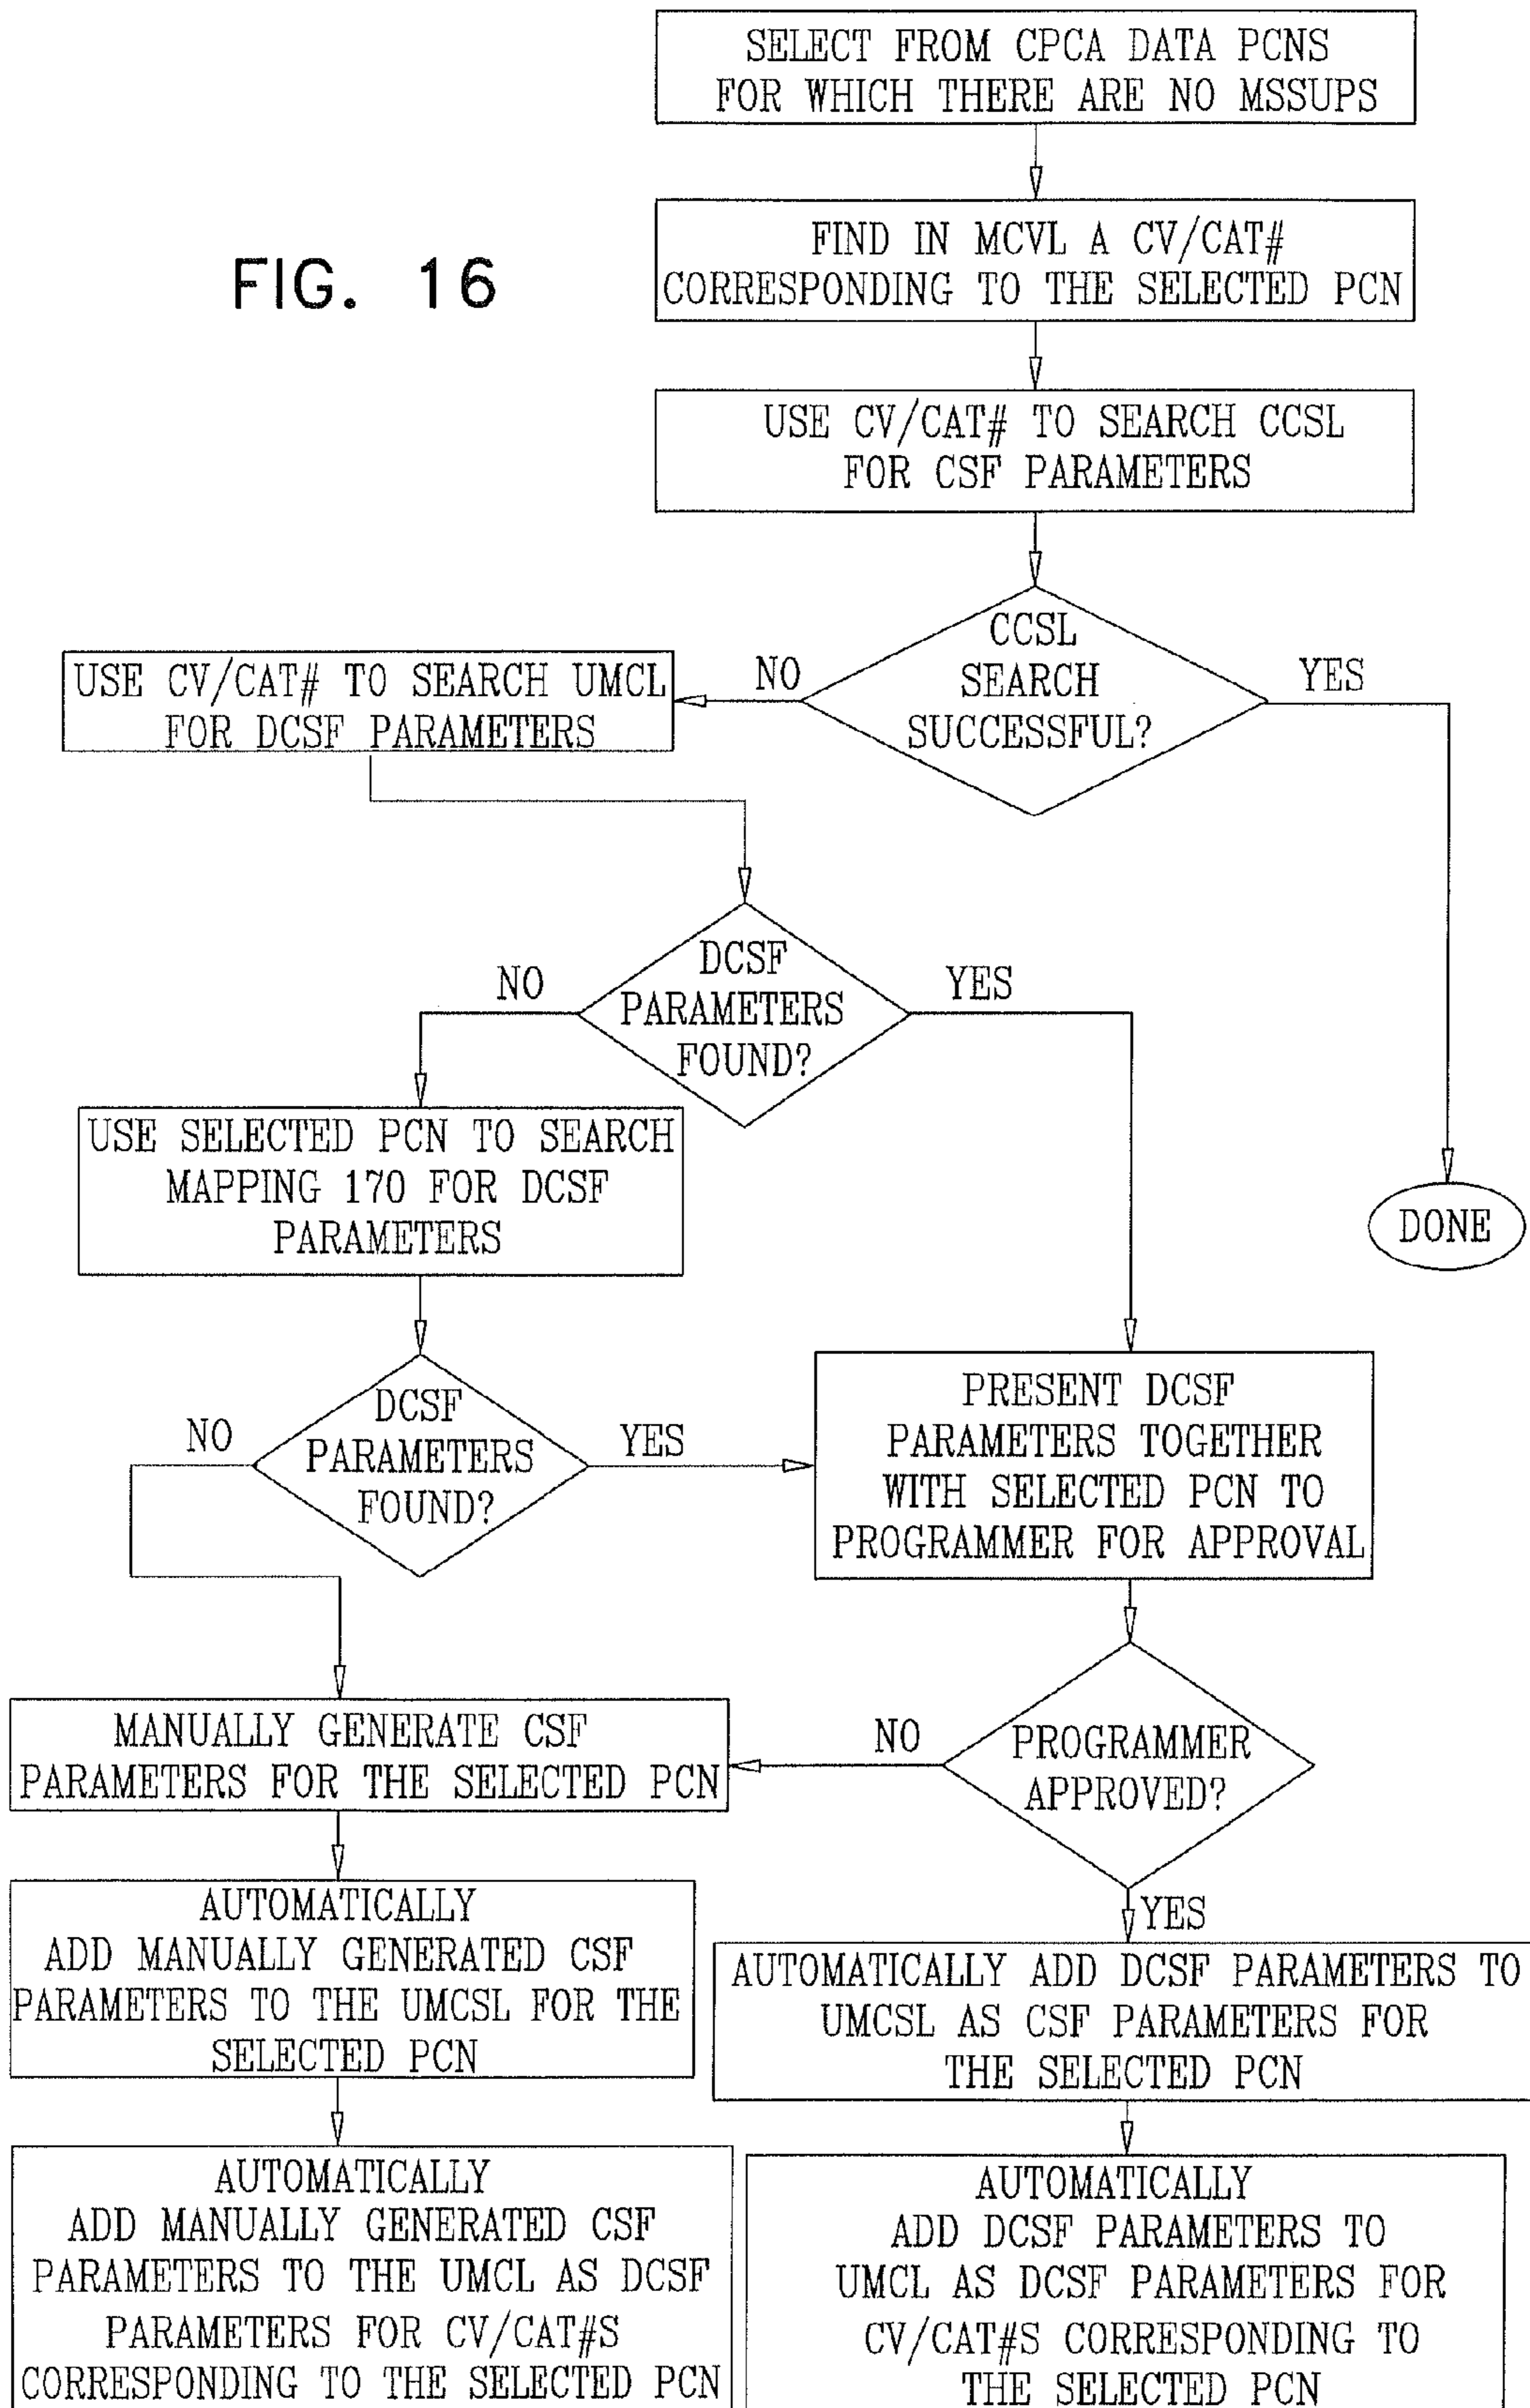 SELECT FROM CPCA DATA PCNS
FOR WHICH THERE ARE NO MSSUPS
FIG. 16
FIND IN MCVL A CV/CAT#
CORRESPONDING TO THE SELECTED PCN
USE CV/CAT# TO SEARCH CCSL
FOR CSF PARAMETERS
CCSL
SEARCH
SUCCESSFUL?
NO
YES
USE CV/CAT# TO SEARCH UMCL
FOR DCSF PARAMETERS
DCSF
PARAMETERS
FOUND?
NO
YES
USE SELECTED PCN TO SEARCH
MAPPING 170 FOR DCSF
PARAMETERS
DONE
DCSF
PARAMETERS
FOUND?
NO
YES
PRESENT DCSF
PARAMETERS TOGETHER
WITH SELECTED PCN TO
PROGRAMMER FOR APPROVAL
PROGRAMMER
APPROVED?
NO
YES
MANUALLY GENERATE CSF
PARAMETERS FOR THE SELECTED PCN
AUTOMATICALLY
ADD MANUALLY GENERATED CSF
PARAMETERS TO THE UMCSL FOR THE
SELECTED PCN
AUTOMATICALLY ADD DCSF PARAMETERS TO
UMCSL AS CSF PARAMETERS FOR
THE SELECTED PCN
AUTOMATICALLY
ADD MANUALLY GENERATED CSF
PARAMETERS TO THE UMCL AS DCSF
PARAMETERS FOR CV/CAT#S
CORRESPONDING TO THE SELECTED PCN
AUTOMATICALLY
ADD DCSF PARAMETERS TO
UMCL AS DCSF PARAMETERS FOR
CV/CAT#S CORRESPONDING TO
THE SELECTED PCN